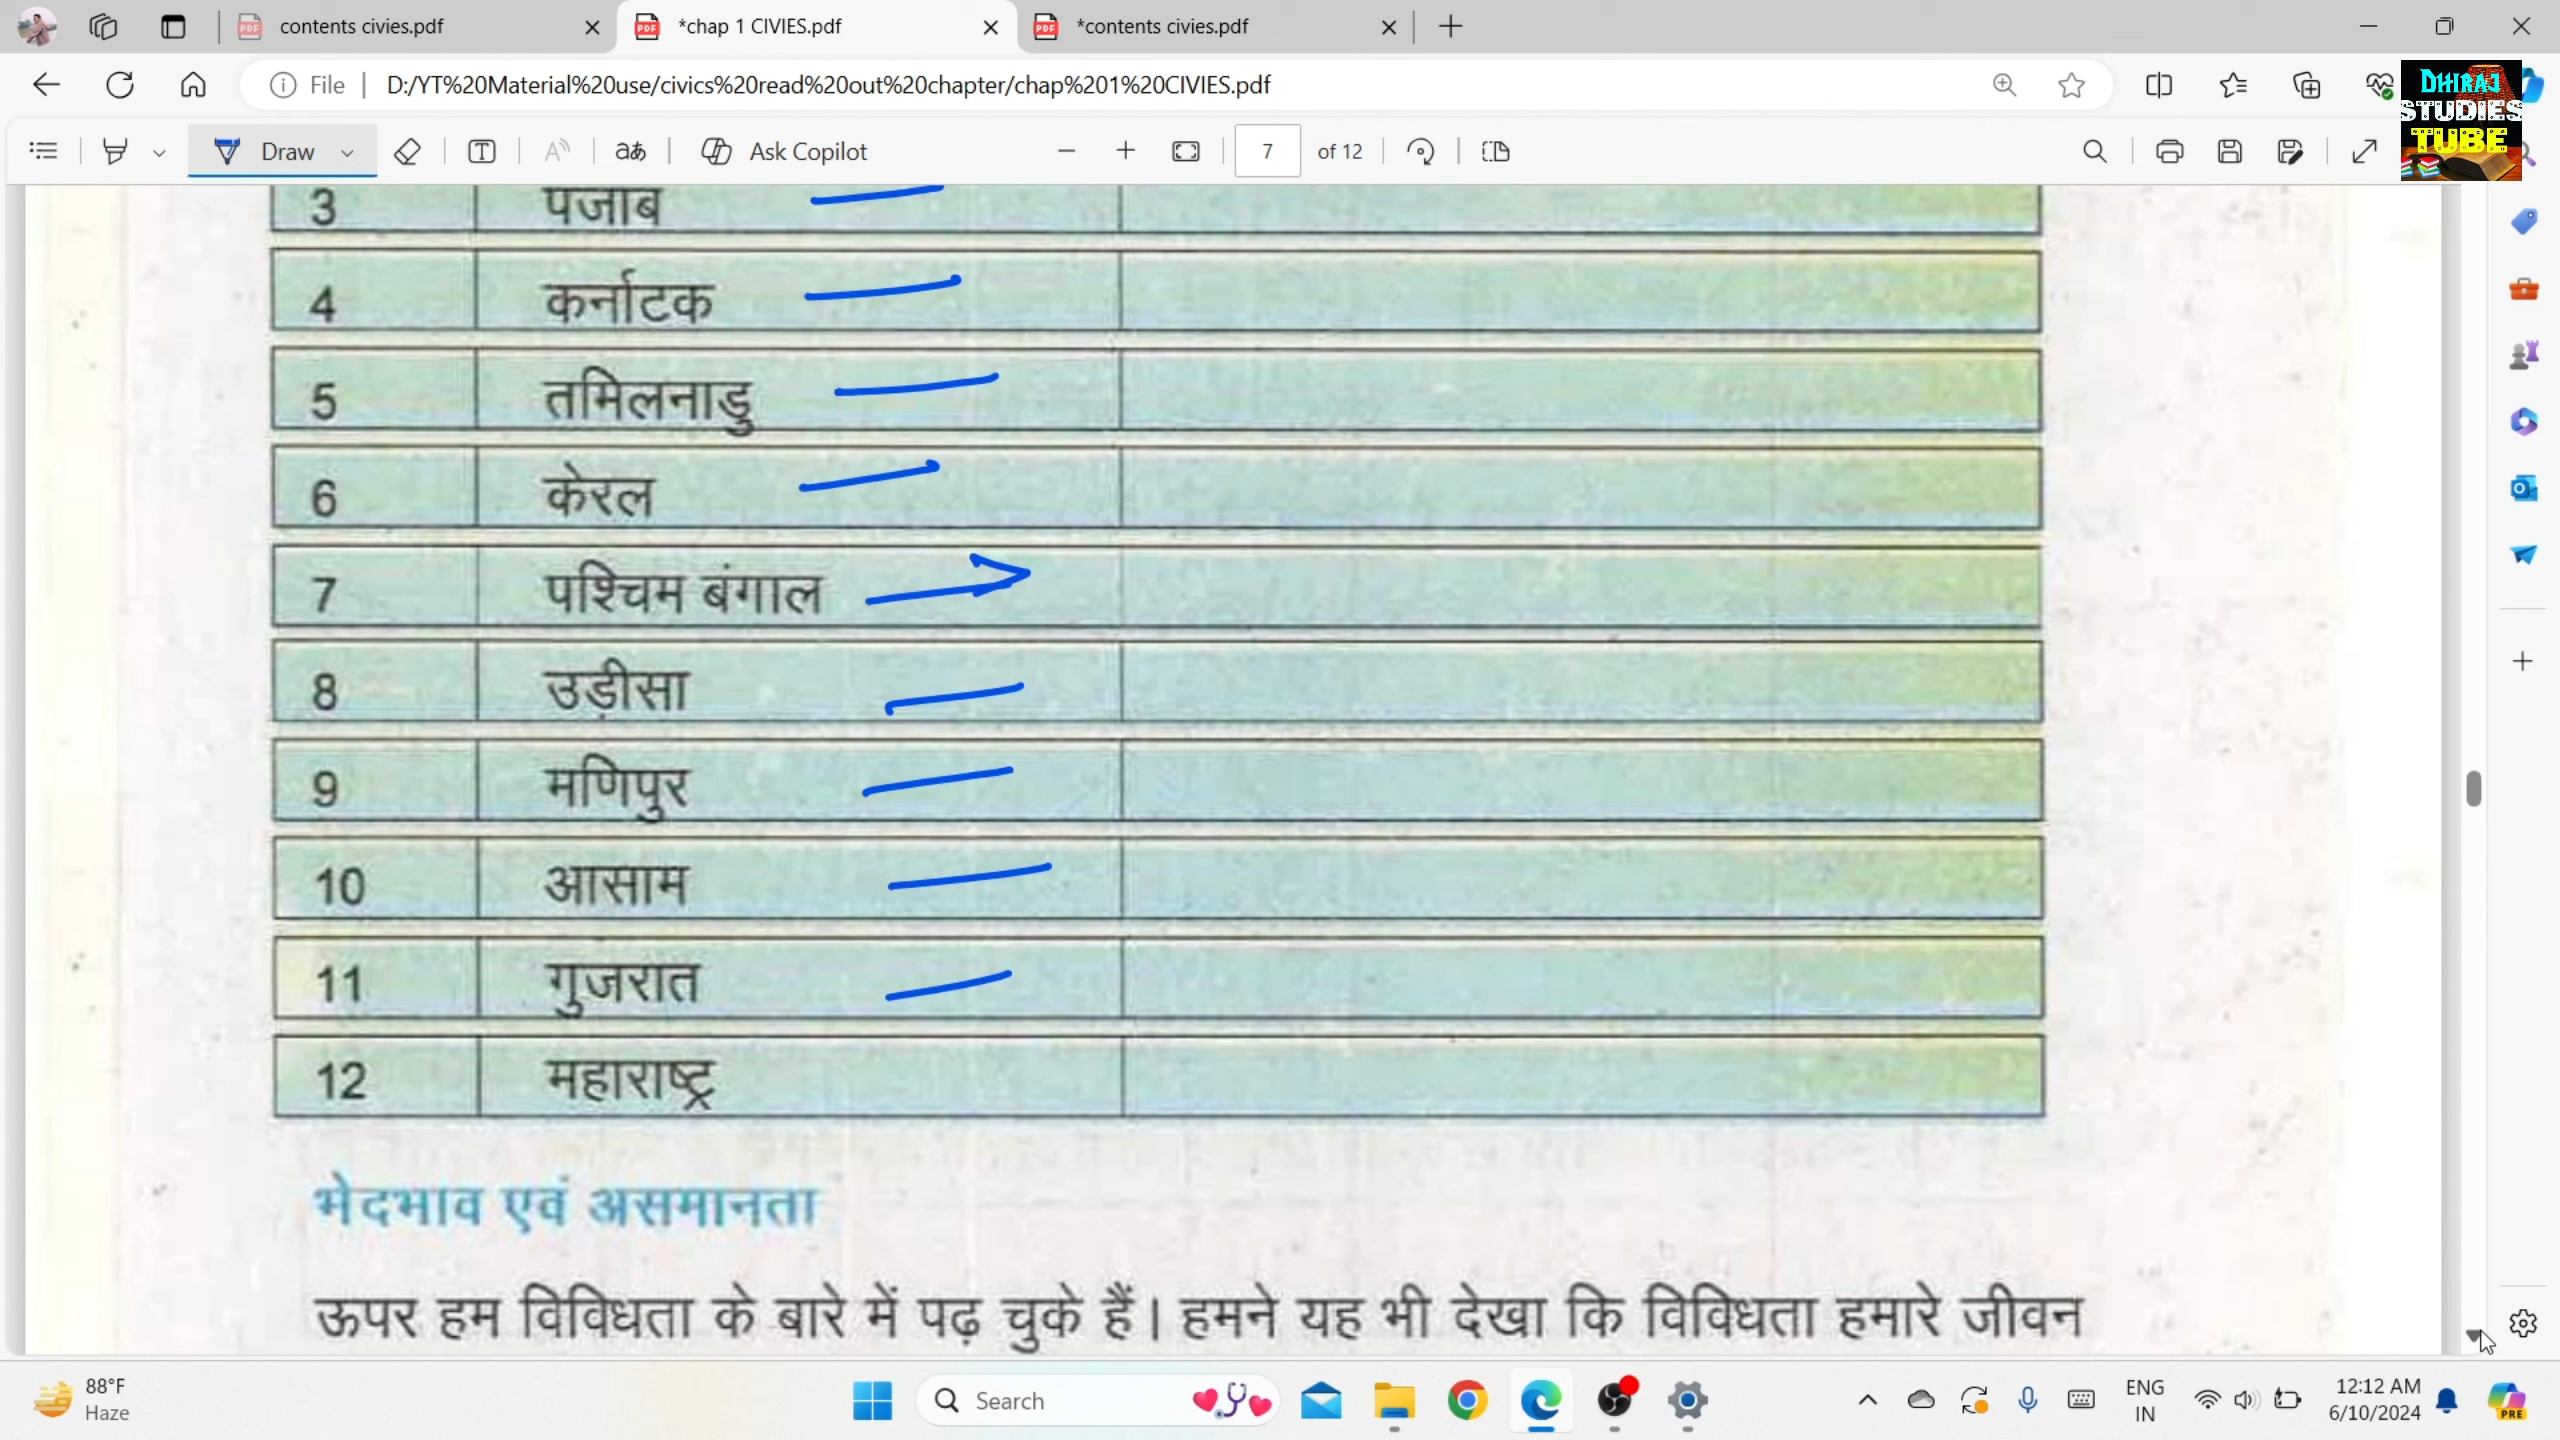 contents civies.pdf
*chap 1 CIVIES.pdf
*contents civies.pdf
File
D:/YT%20Material%20use/civics%20read%20out%20chapter/chap%201%20CIVIES.pdf
DHIRAJ
STUDIES
TUBE
Draw
Ask Copilot
7 of 12
3 पंजाब
4 कर्नाटक
5 तमिलनाडु
6 केरल
7 पश्चिम बंगाल
8 उड़ीसा
9 मणिपुर
10 आसाम
11 गुजरात
12 महाराष्ट्र
भेदभाव एवं असमानता
ऊपर हम विविधता के बारे में पढ़ चुके हैं। हमने यह भी देखा कि विविधता हमारे जीवन
88°F
Haze
Search
ENG
IN
12:12 AM
6/10/2024
PRE